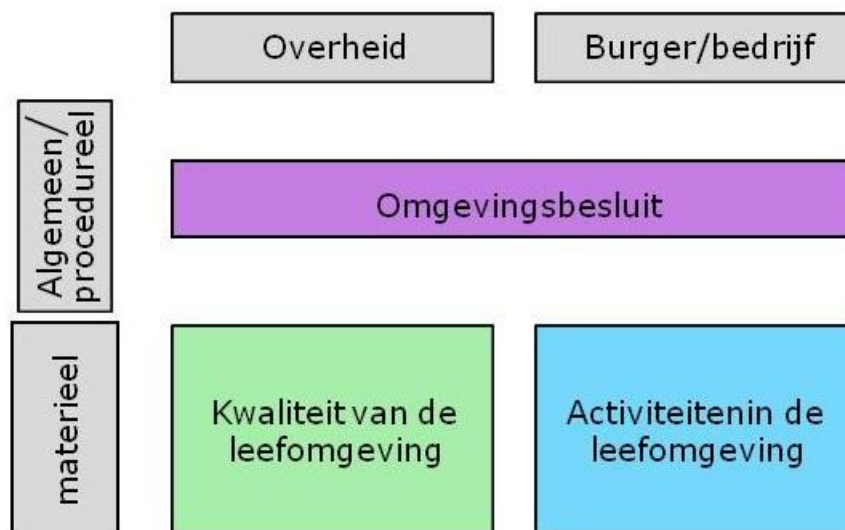 Overheid
Burger/bedrijf
Algemeen/
procedureel
Omgevingsbesluit
materieel
Kwaliteit van de
leefomgeving
Activiteitenin de
leefomgeving